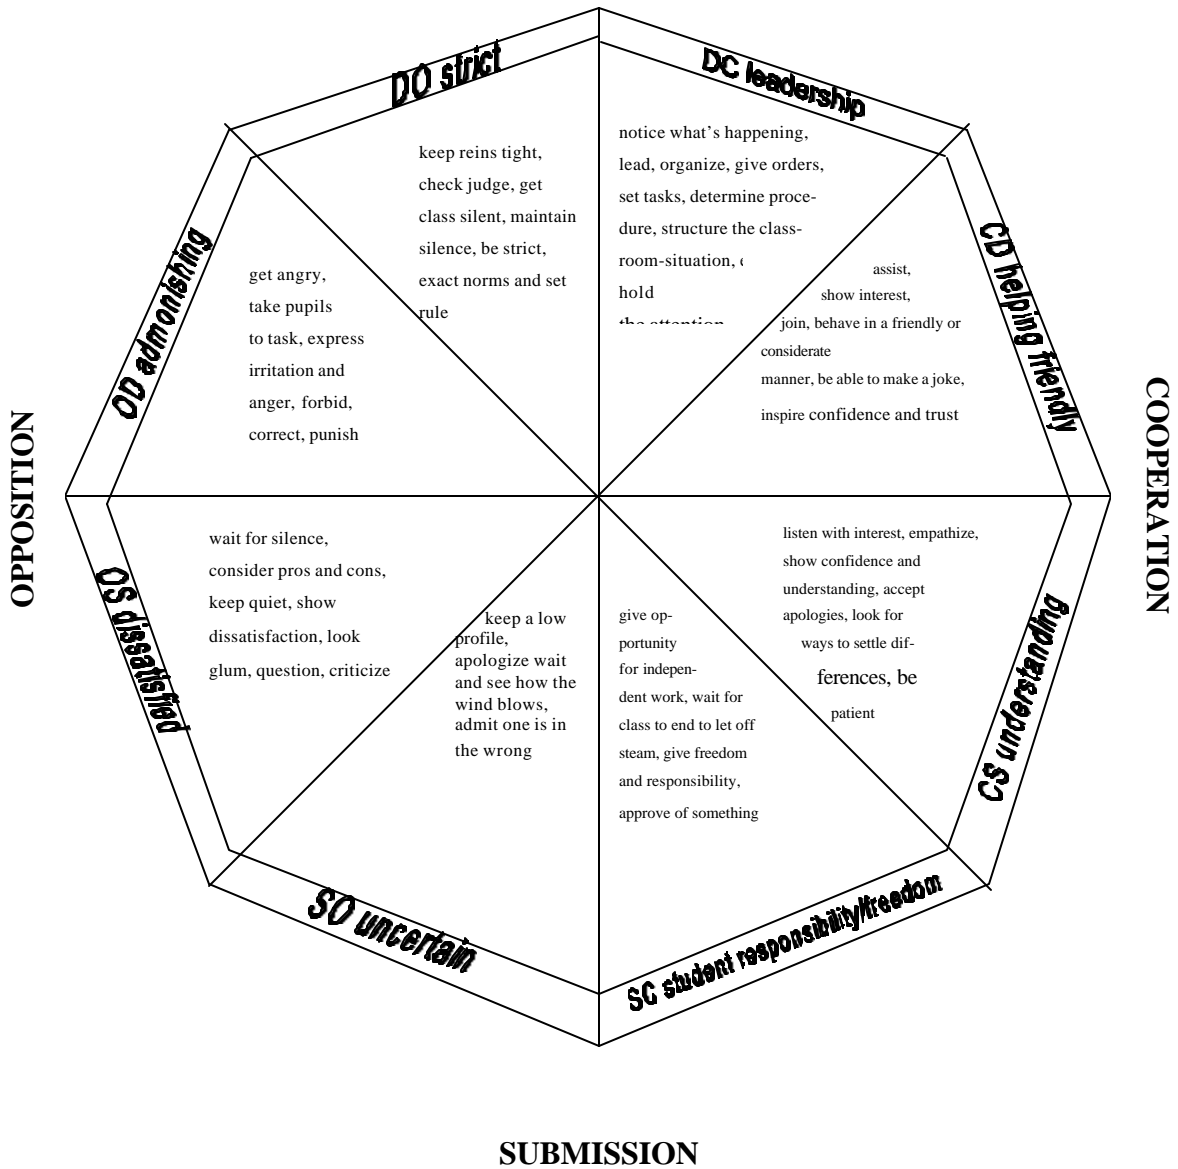 DO strict
keep reins tight,
check judge, get
class silent, maintain
silence, be strict,
exact norms and set
rule
DC leadership
notice what’s happening,
lead, organize, give orders,
set tasks, determine proce-
dure, structure the class-
room-situation,
hold
the attention
CD helping friendly
assist,
show interest,
join, behave in a friendly or
considerate
manner, be able to make a joke,
inspire confidence and trust
COOPERATION
CS understanding
listen with interest, empathize,
show confidence and
understanding, accept
apologies, look for
ways to settle dif-
ferences, be
patient
SC student responsibility/freedom
give op-
portunity
for indepen-
dent work, wait for
class to end to let off
steam, give freedom
and responsibility,
approve of something
SO uncertain
keep a low
profile,
apologize wait
and see how the
wind blows,
admit one is in
the wrong
OS dissatisfied
wait for silence,
consider pros and cons,
keep quiet, show
dissatisfaction, look
glum, question, criticize
OPPOSITION
OD admonishing
get angry,
take pupils
to task, express
irritation and
anger, forbid,
correct, punish
SUBMISSION